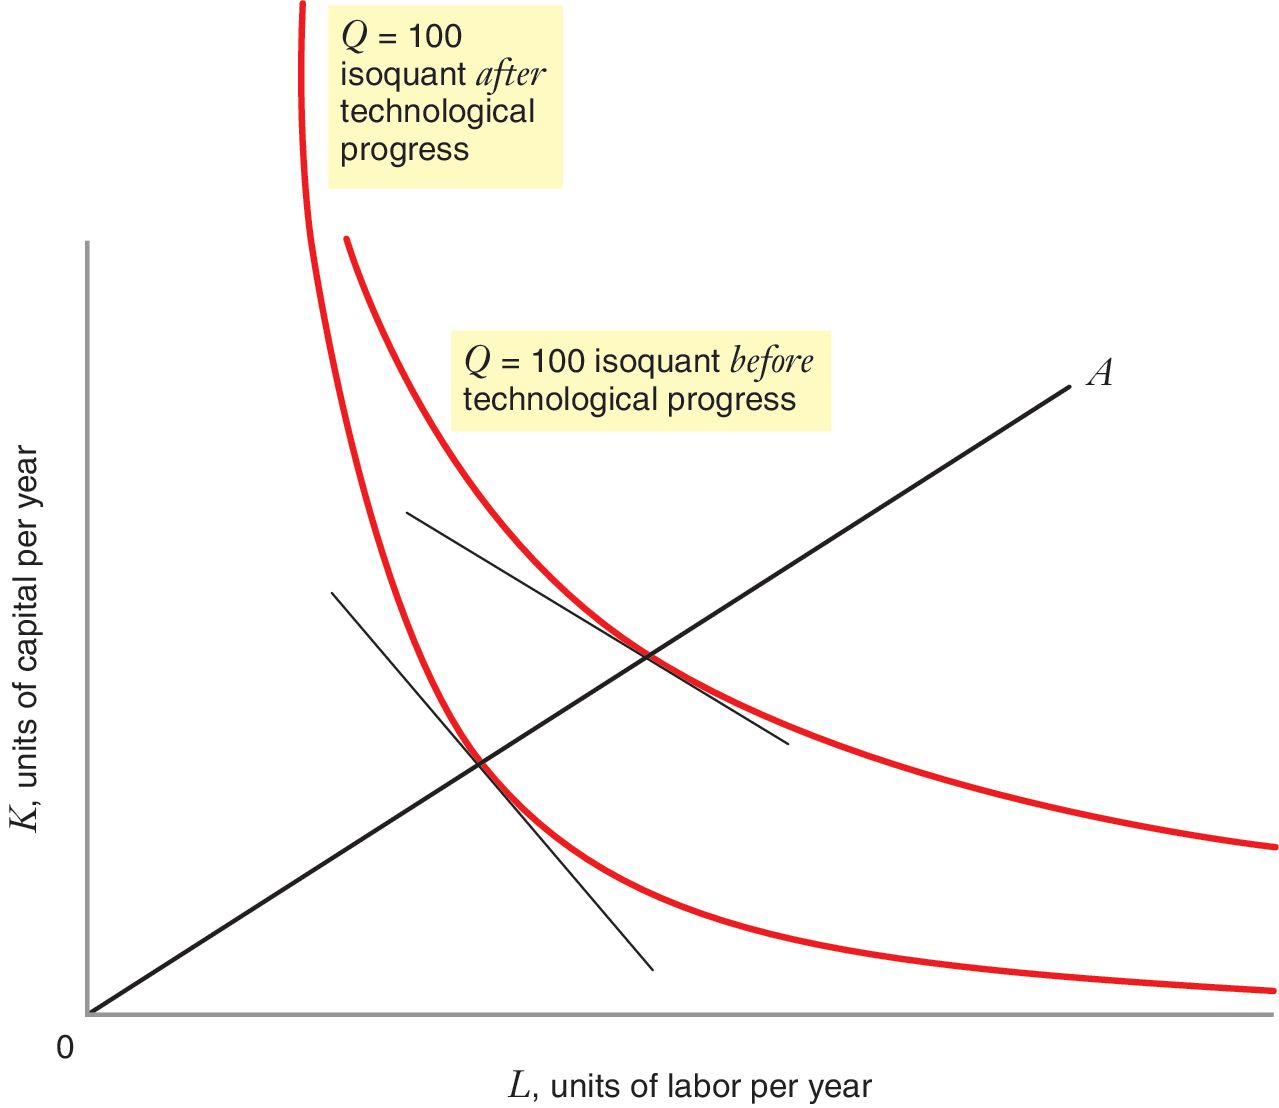 Q = 100
isoquant after
technological
progress
Q = 100 isoquant before
technological progress
A
K, units of capital per year
0
L, units of labor per year